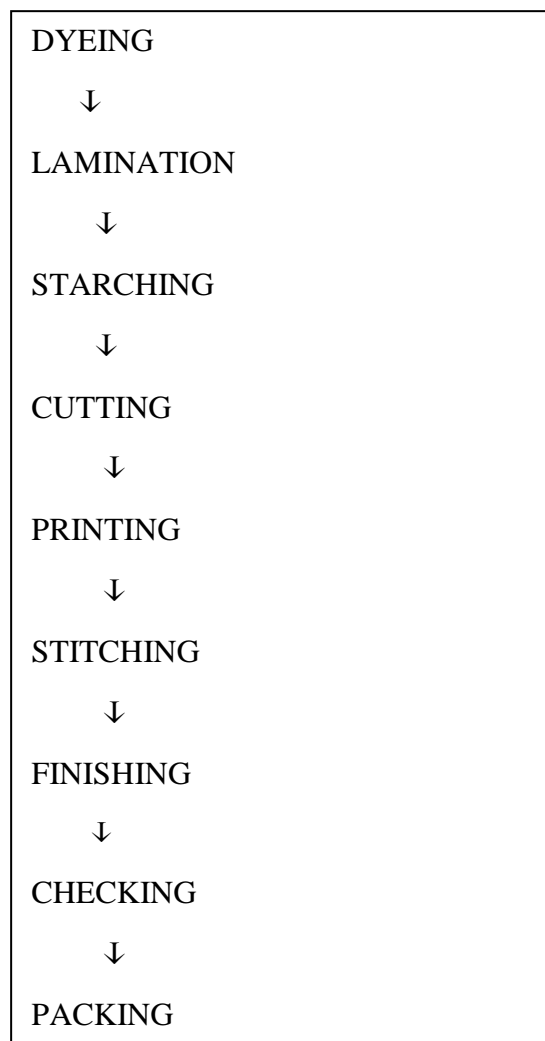 DYEING
↓
LAMINATION
↓
STARCHING
↓
CUTTING
↓
PRINTING
↓
STITCHING
↓
FINISHING
↓
CHECKING
↓
PACKING